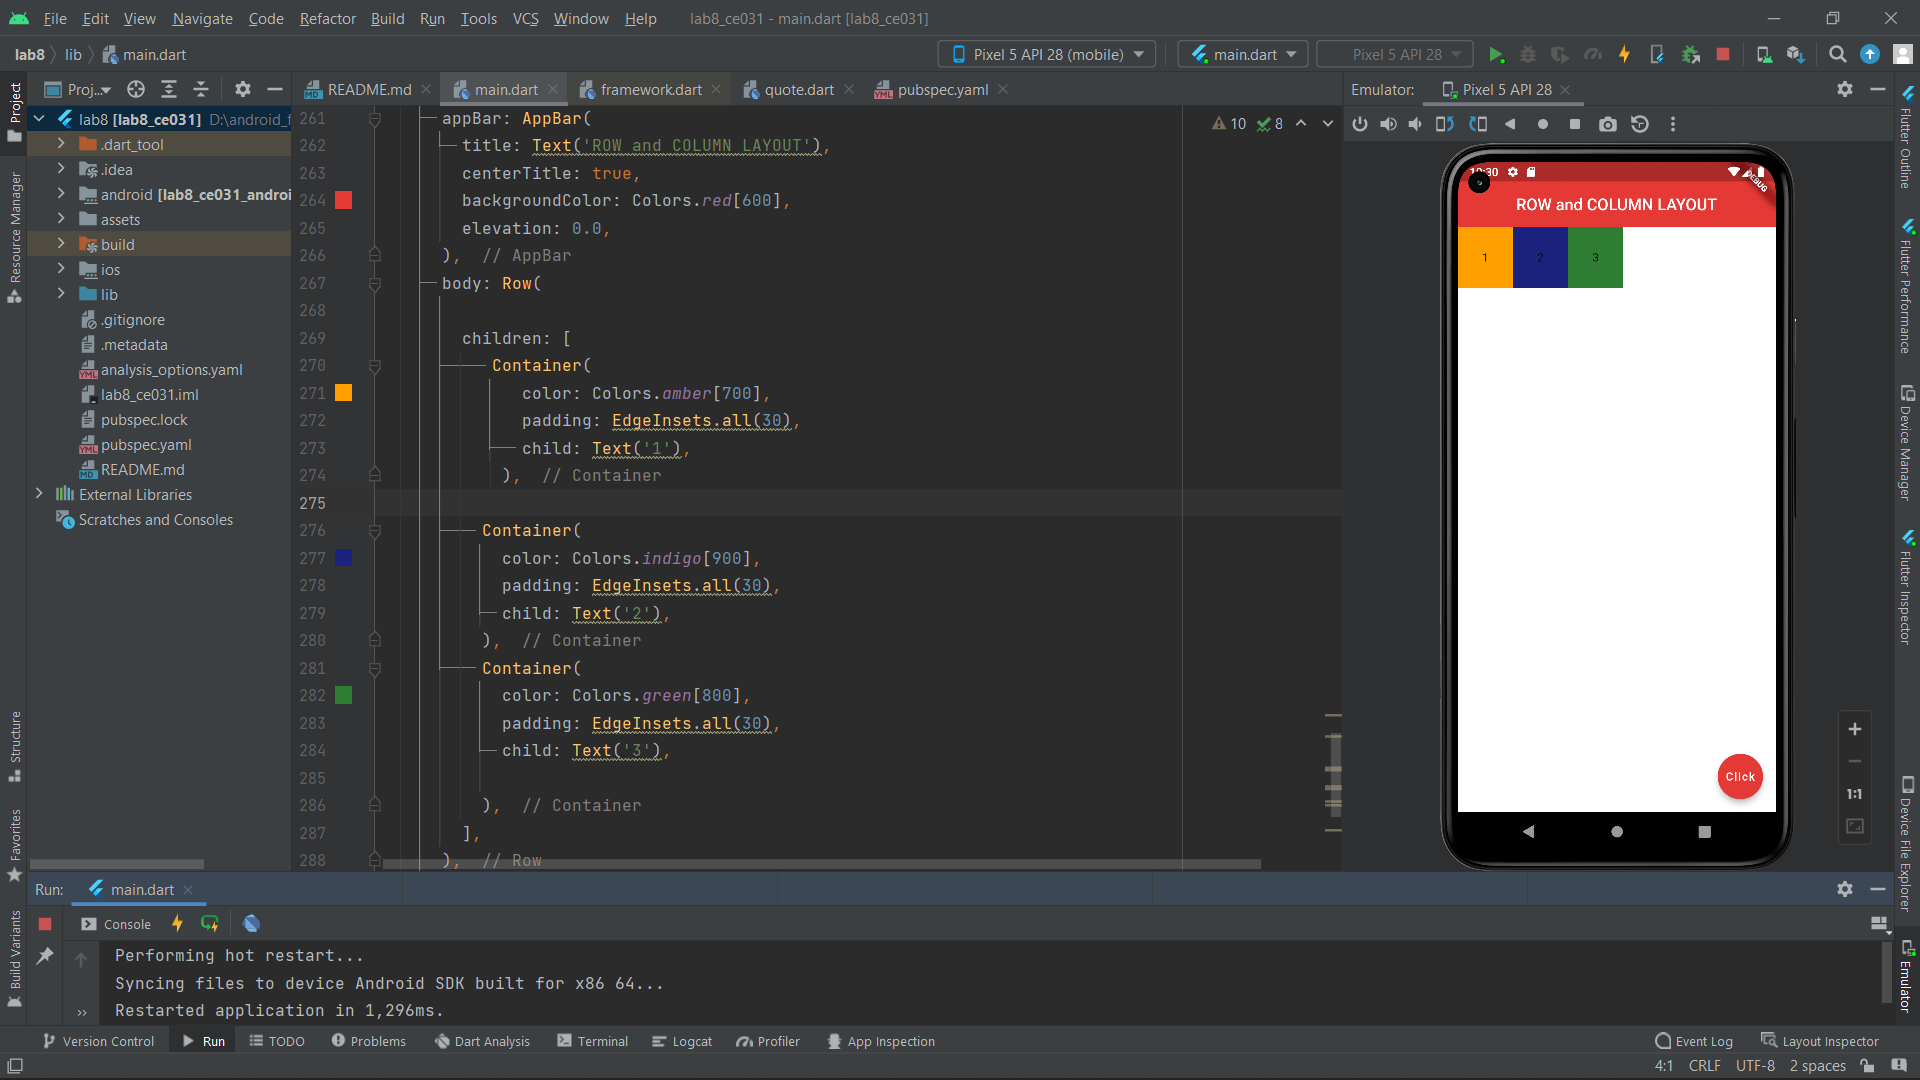 File Edit View Navigate Code Refactor Build Run Tools VCS Window Help lab8_ce031 - main.dart [lab8_ce031]
lab8 lib main.dart Pixel 5 API 28 (mobile) main.dart Pixel 5 API 28
Project
Resource Manager
Structure
Favorites
Build Variants
Proj...
lab8 [lab8_ce031] D:\android_f
.dart_tool
.idea
android [lab8_ce031_androi
assets
build
ios
lib
.gitignore
.metadata
analysis_options.yaml
lab8_ce031.iml
pubspec.lock
pubspec.yaml
README.md
External Libraries
Scratches and Consoles
README.md main.dart framework.dart quote.dart pubspec.yaml
10 8
261 appBar: AppBar(
262 title: Text('ROW and COLUMN LAYOUT'),
263 centerTitle: true,
264 backgroundColor: Colors.red[600],
265 elevation: 0.0,
266 ), // AppBar
267 body: Row(
268
269 children: [
270 Container(
271 color: Colors.amber[700],
272 padding: EdgeInsets.all(30),
273 child: Text('1'),
274 ), // Container
275
276 Container(
277 color: Colors.indigo[900],
278 padding: EdgeInsets.all(30),
279 child: Text('2'),
280 ), // Container
281 Container(
282 color: Colors.green[800],
283 padding: EdgeInsets.all(30),
284 child: Text('3'),
285
286 ), // Container
287 ],
288 ), // Row
Emulator: Pixel 5 API 28
DEBUG
ROW and COLUMN LAYOUT
1 2 3
Click
1:1
Flutter Outline
Flutter Performance
Device Manager
Flutter Inspector
Device File Explorer
Emulator
Run: main.dart
Console
Performing hot restart...
Syncing files to device Android SDK built for x86 64...
Restarted application in 1,296ms.
Version Control Run TODO Problems Dart Analysis Terminal Logcat Profiler App Inspection Event Log Layout Inspector
4:1 CRLF UTF-8 2 spaces